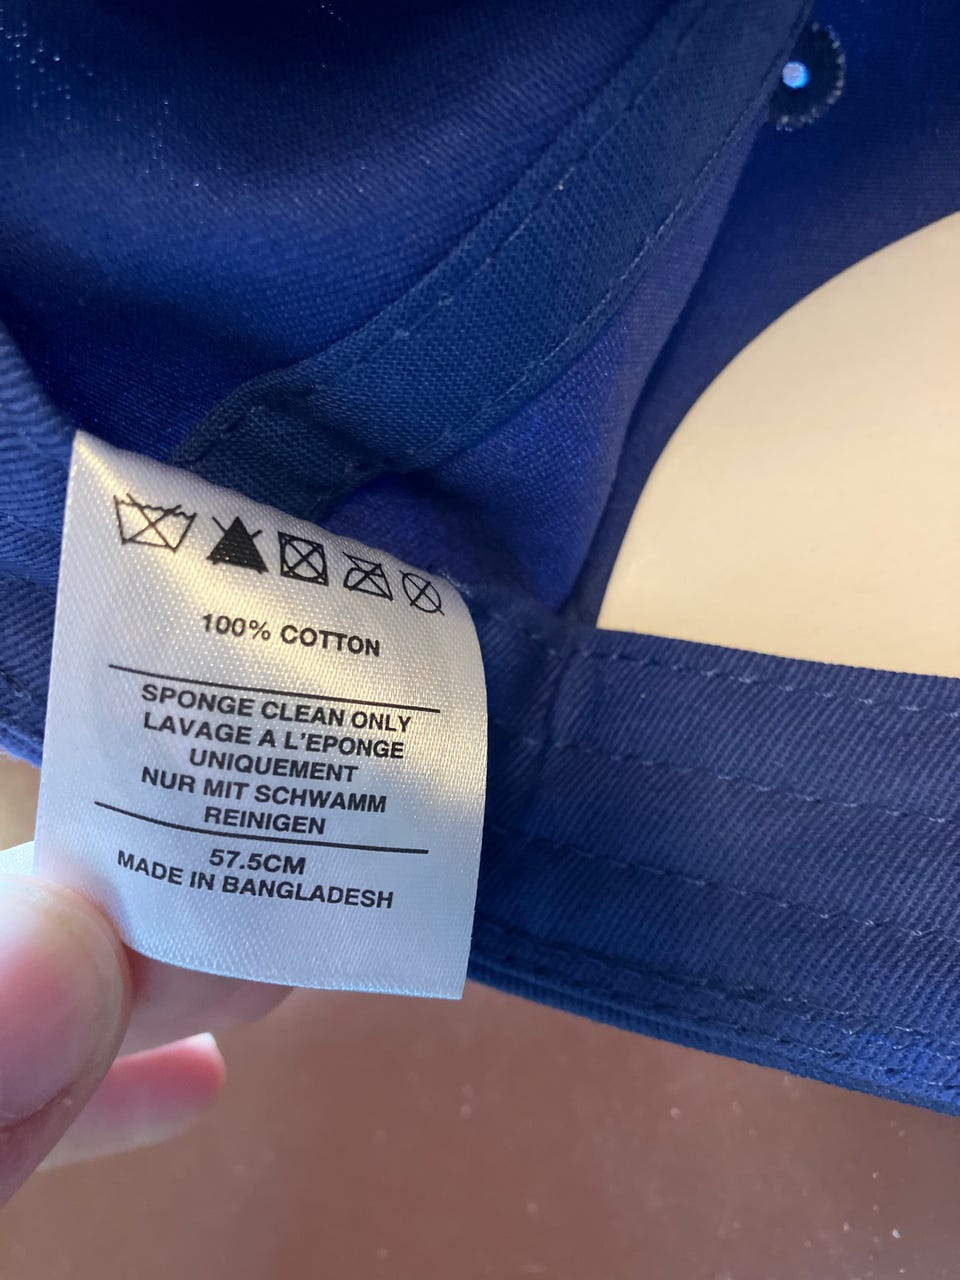 100% COTTON
SPONGE CLEAN ONLY
LAVAGE A L'EPONGE
UNIQUEMENT
NUR MIT SCHWAMM
REINIGEN
57.5CM
MADE IN BANGLADESH